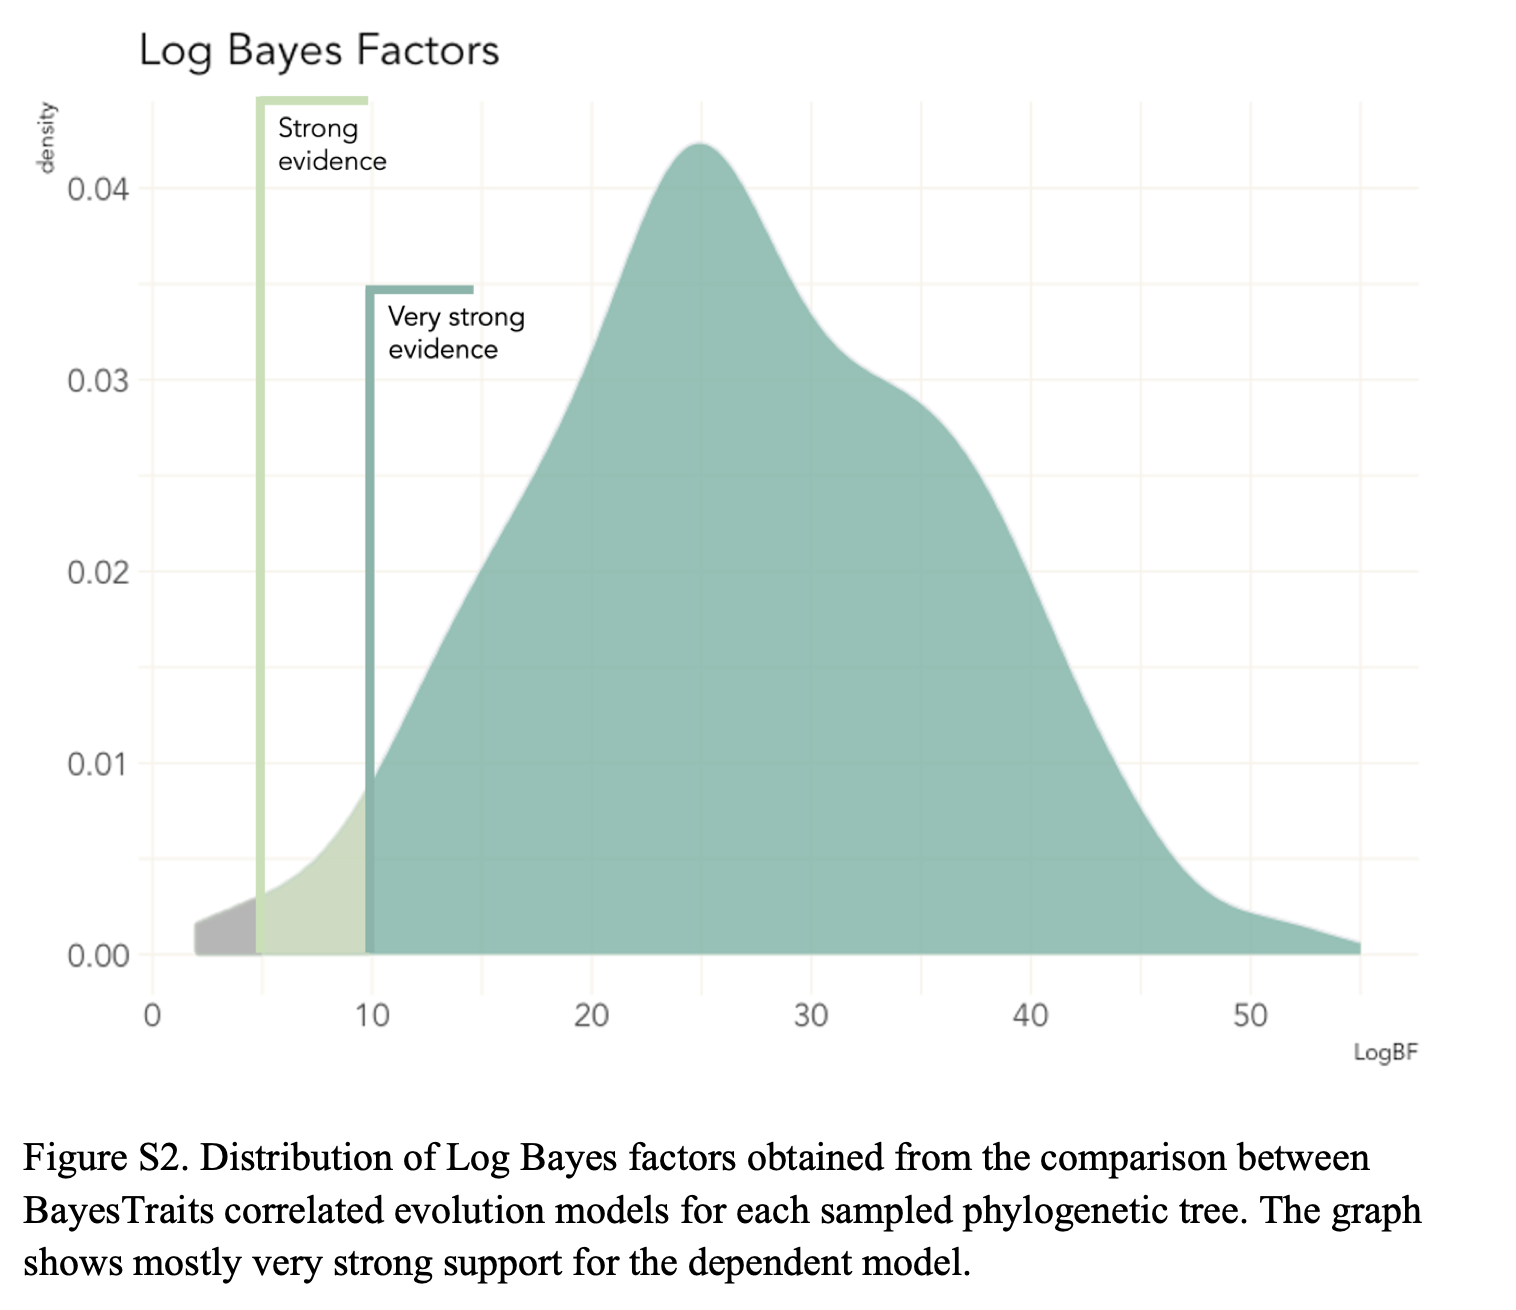 Log Bayes Factors
density
Strong
evidence
Very strong
evidence
0.04
0.03
0.02
0.01
0.00
0 10 20 30 40 50
LogBF
Figure S2. Distribution of Log Bayes factors obtained from the comparison between
BayesTraits correlated evolution models for each sampled phylogenetic tree. The graph
shows mostly very strong support for the dependent model.